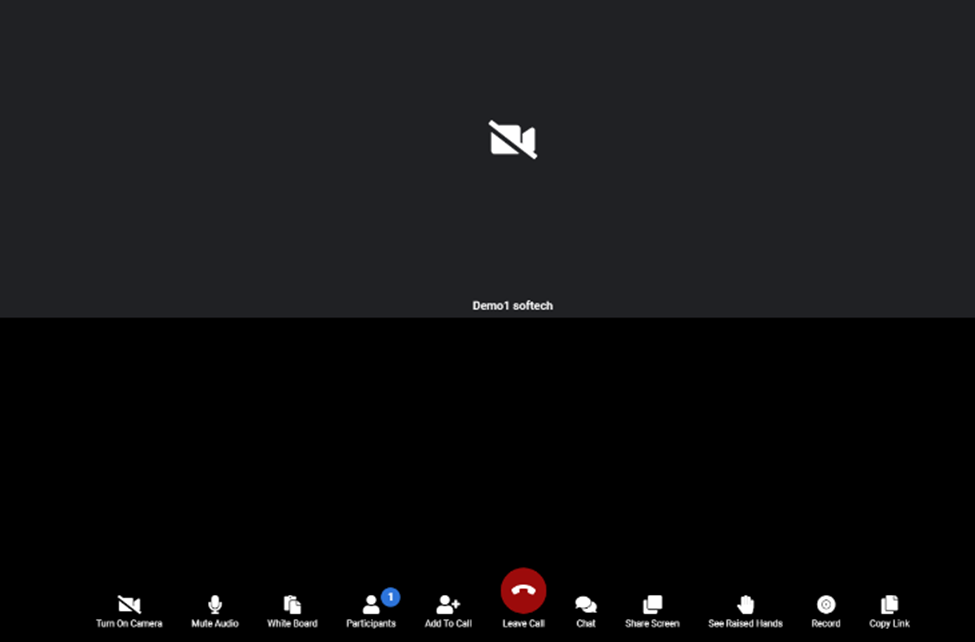 Demo1 softech
1
Turn On Camera
Mute Audio
White Board
Participants
Add To Call
Leave Call
Chat
Share Screen
See Raised Hands
Record
Copy Link